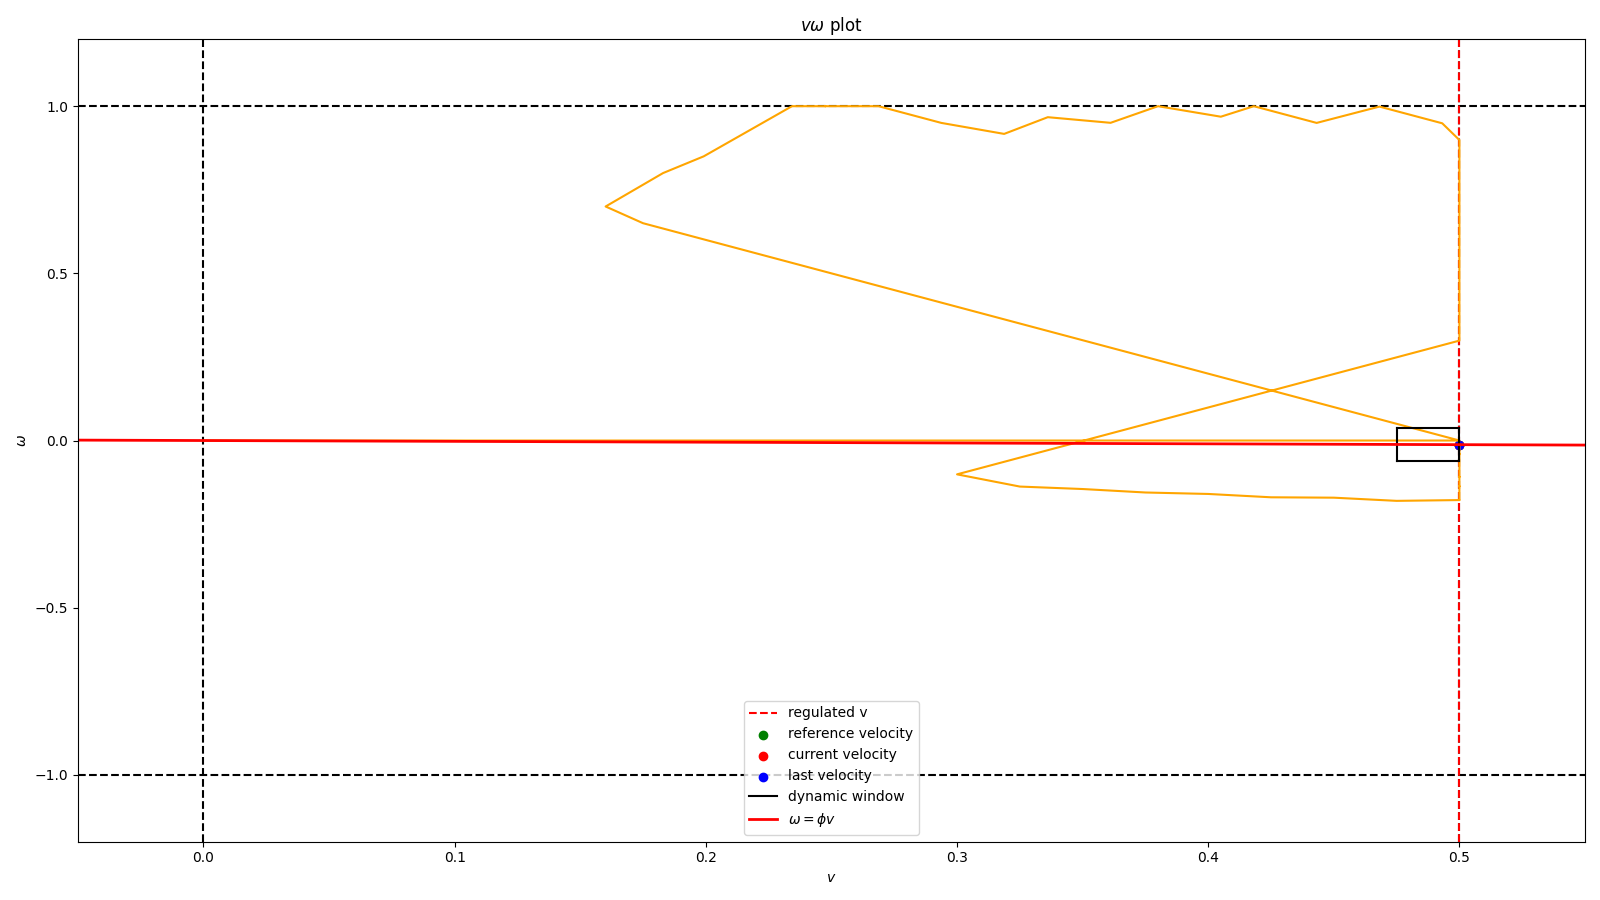 vω plot
1.0
0.5
0.0
−0.5
−1.0
ω
0.0
0.1
0.2
0.3
0.4
0.5
v
regulated v
reference velocity
current velocity
last velocity
dynamic window
ω = ϕv